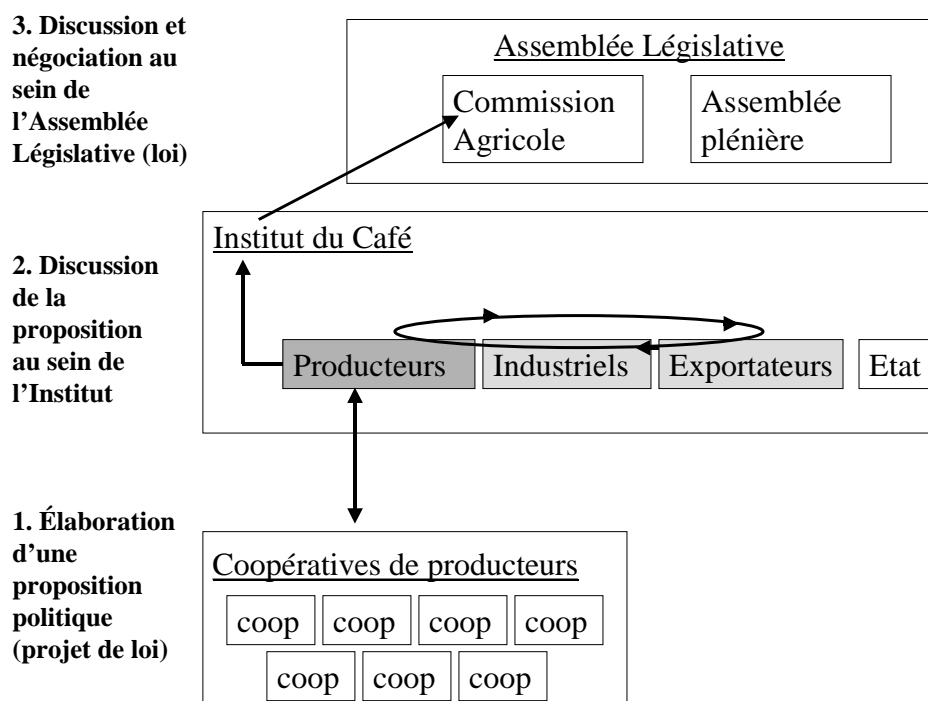 3. Discussion et
négociation au
sein de
l'Assemblée
Législative (loi)
Assemblée Législative
Commission
Agricole
Assemblée
plénière
2. Discussion
de la
proposition
au sein de
l'Institut
Institut du Café
Producteurs
Industriels
Exportateurs
Etat
1. Élaboration
d'une
proposition
politique
(projet de loi)
Coopératives de producteurs
coop
coop
coop
coop
coop
coop
coop